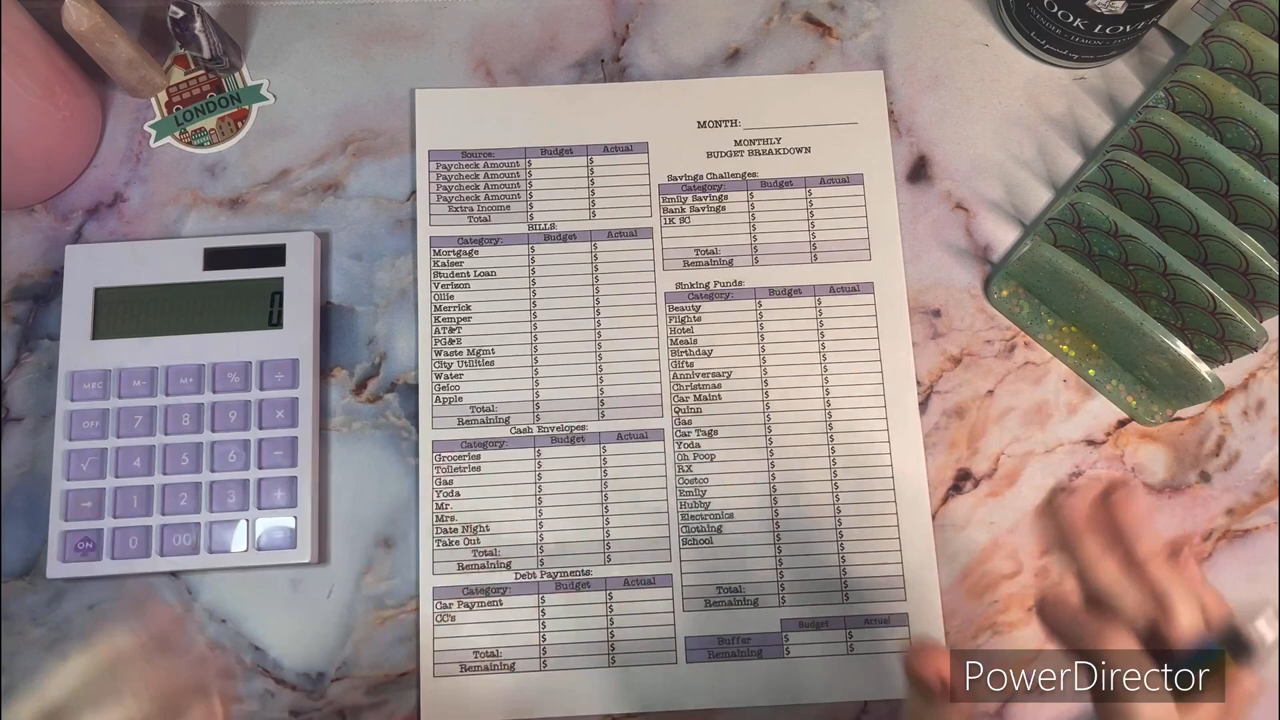 LONDON
OOK LOVER
LAVENDER • LEMON
MONTH:
MONTHLY
BUDGET BREAKDOWN
Source: Budget Actual
Paycheck Amount $ $
Paycheck Amount $ $
Paycheck Amount $ $
Paycheck Amount $ $
Extra Income $ $
Total $ $
BILLS:
Category: Budget Actual
Mortgage $ $
Kaiser $ $
Student Loan $ $
Verizon $ $
Ollie $ $
Merrick $ $
Kemper $ $
AT&T $ $
PG&E $ $
Waste Mgmt $ $
City Utilities $ $
Water $ $
Geico $ $
Apple $ $
Total: $ $
Remaining $ $
Cash Envelopes:
Category: Budget Actual
Groceries $ $
Toiletries $ $
Gas $ $
Yoda $ $
Mr. $ $
Mrs. $ $
Date Night $ $
Take Out $ $
Total: $ $
Remaining $ $
Debt Payments:
Category: Budget Actual
Car Payment $ $
CC's $ $
$ $
$ $
Total: $ $
Remaining $ $
Savings Challenges:
Category: Budget Actual
Emily Savings $ $
Bank Savings $ $
1K SC $ $
$ $
$ $
Total: $ $
Remaining $ $
Sinking Funds:
Category: Budget Actual
Beauty $ $
Flights $ $
Hotel $ $
Meals $ $
Birthday $ $
Gifts $ $
Anniversary $ $
Christmas $ $
Car Maint $ $
Quinn $ $
Gas $ $
Car Tags $ $
Yoda $ $
Oh Poop $ $
RX $ $
Costco $ $
Emily $ $
Hubby $ $
Electronics $ $
Clothing $ $
School $ $
$ $
$ $
$ $
Total: $ $
Remaining $ $
Budget Actual
Buffer $ $
Remaining $ $
0
MRC M- M+ % ÷
OFF 7 8 9 ×
√ 4 5 6 −
→ 1 2 3 +
ON 0 00 . =
PowerDirector